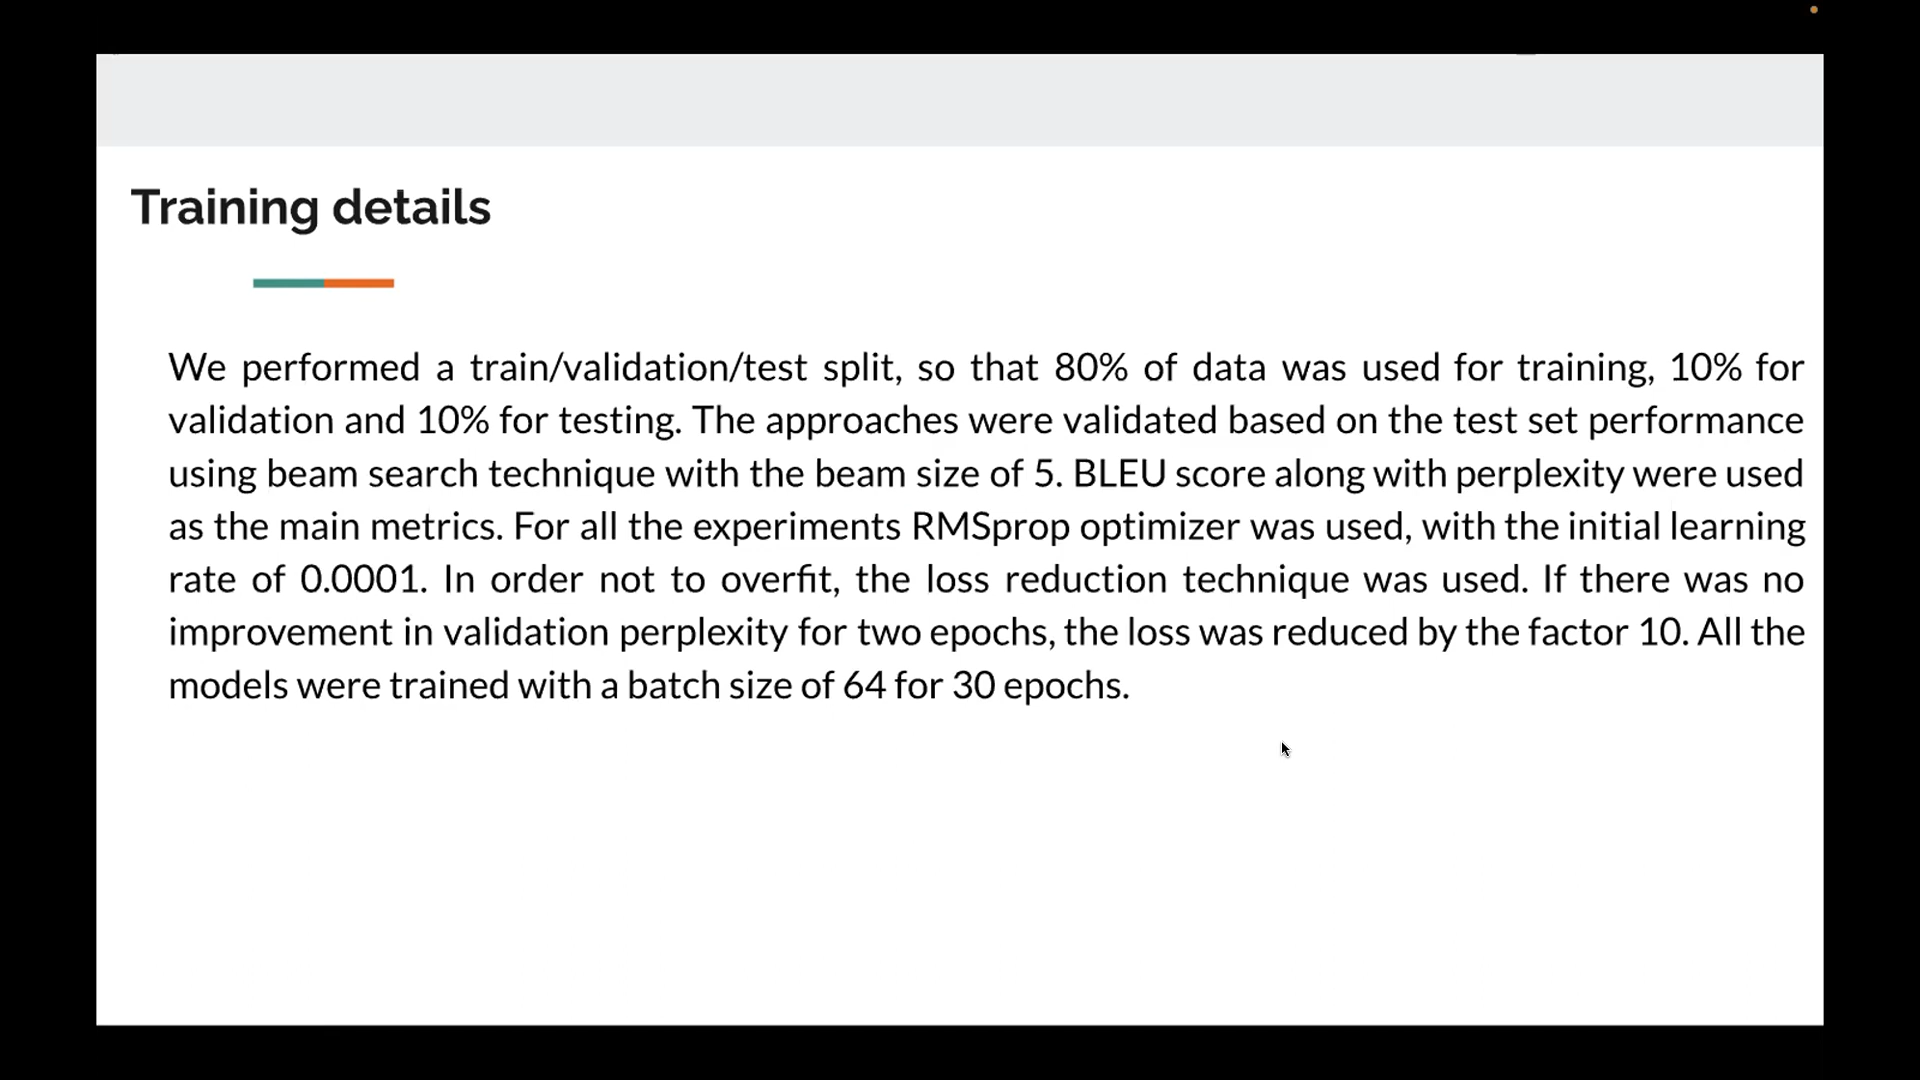 Training details
We performed a train/validation/test split, so that 80% of data was used for training, 10% for
validation and 10% for testing. The approaches were validated based on the test set performance
using beam search technique with the beam size of 5. BLEU score along with perplexity were used
as the main metrics. For all the experiments RMSprop optimizer was used, with the initial learning
rate of 0.0001. In order not to overfit, the loss reduction technique was used. If there was no
improvement in validation perplexity for two epochs, the loss was reduced by the factor 10. All the
models were trained with a batch size of 64 for 30 epochs.